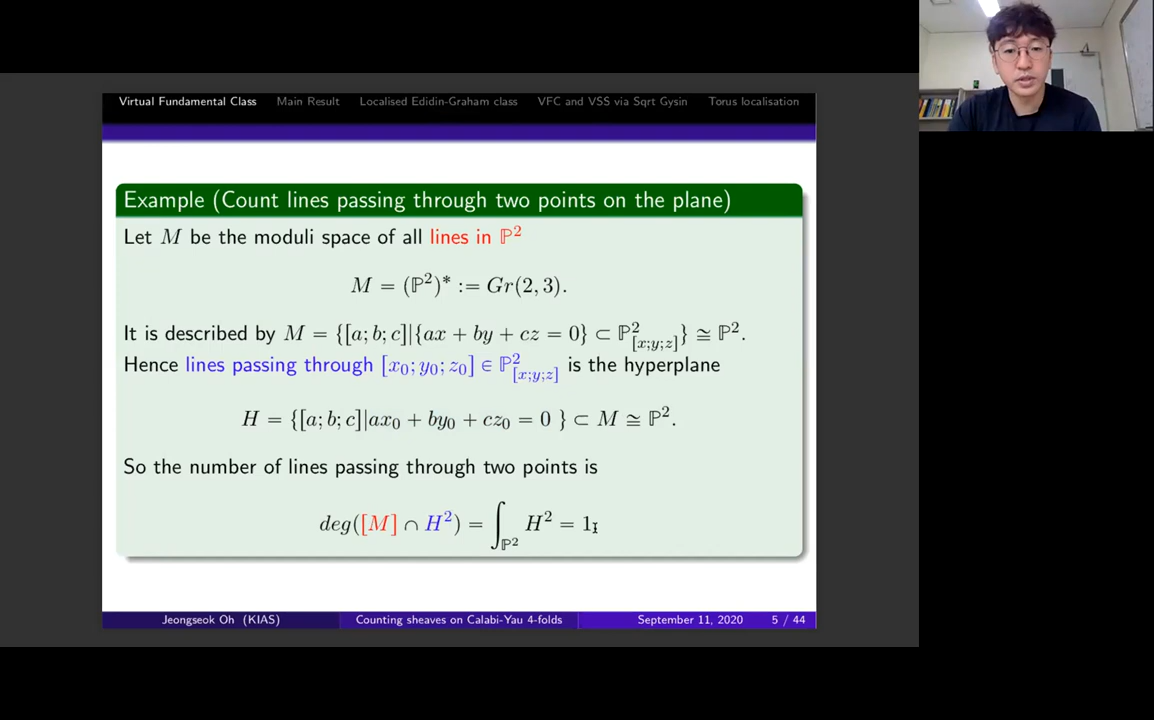 Virtual Fundamental Class Main Result Localised Edidin-Graham class VFC and VSS via Sqrt Gysin Torus localisation
Example (Count lines passing through two points on the plane)
Let M be the moduli space of all lines in ℙ²
M = (ℙ²)* := Gr(2, 3).
It is described by M = {[a; b; c]|{ax + by + cz = 0} ⊂ ℙ²_[x;y;z]} ≅ ℙ².
Hence lines passing through [x₀; y₀; z₀] ∈ ℙ²_[x;y;z] is the hyperplane
H = {[a; b; c]|ax₀ + by₀ + cz₀ = 0 } ⊂ M ≅ ℙ².
So the number of lines passing through two points is
deg([M] ∩ H²) = ∫_ℙ² H² = 1.
Jeongseok Oh (KIAS) Counting sheaves on Calabi-Yau 4-folds September 11, 2020 5 / 44